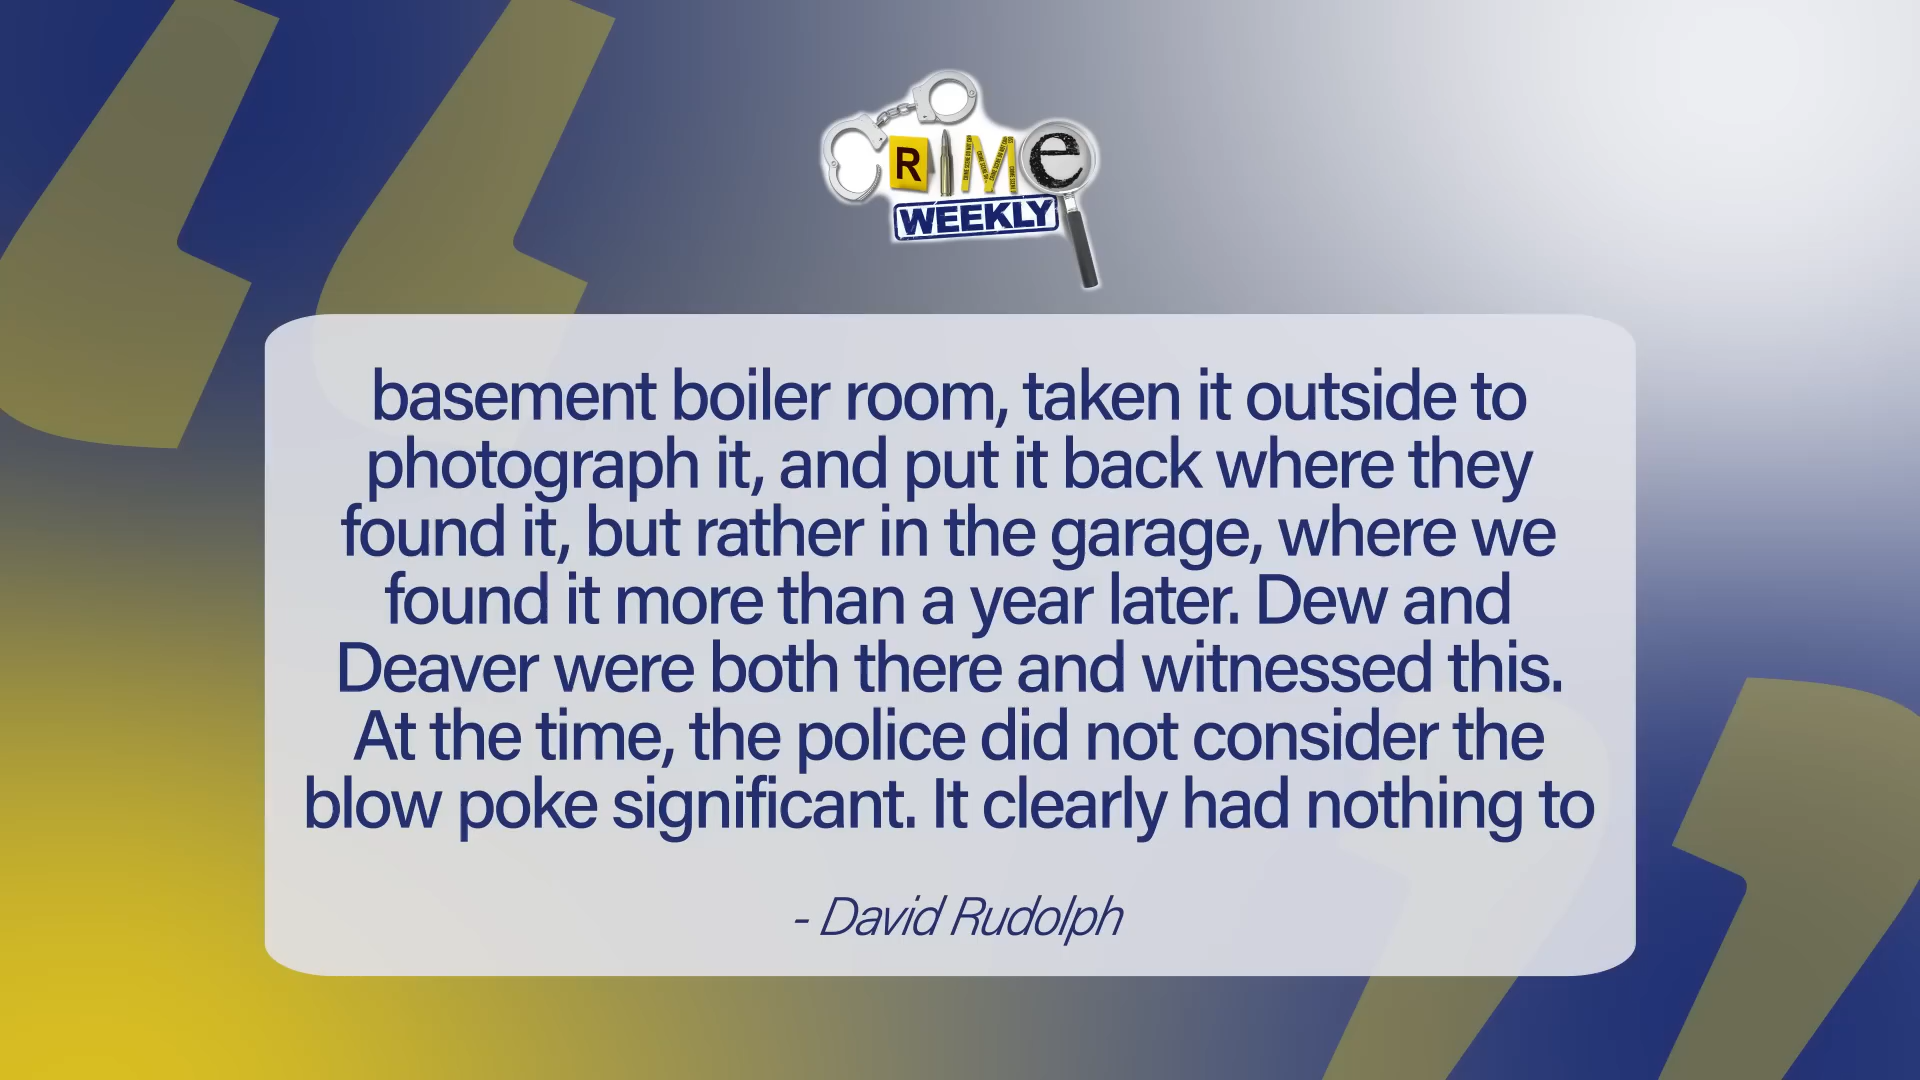 CRIME
WEEKLY
basement boiler room, taken it outside to
photograph it, and put it back where they
found it, but rather in the garage, where we
found it more than a year later. Dew and
Deaver were both there and witnessed this.
At the time, the police did not consider the
blow poke significant. It clearly had nothing to
- David Rudolph